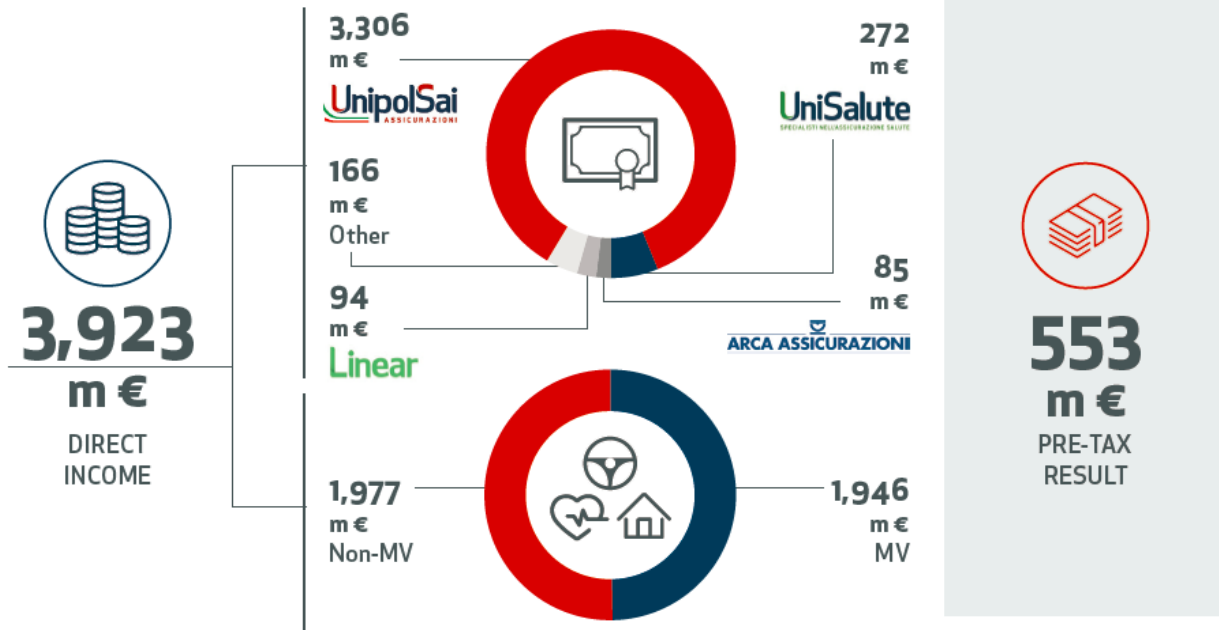 3,923
m €
DIRECT
INCOME
3,306
m €
UnipolSai
ASSICURAZIONI
166
m €
Other
94
m €
Linear
272
m €
UniSalute
SPECIALISTI NELL'ASSICURAZIONE SALUTE
85
m €
ARCA ASSICURAZIONI
1,977
m €
Non-MV
1,946
m €
MV
553
m €
PRE-TAX
RESULT